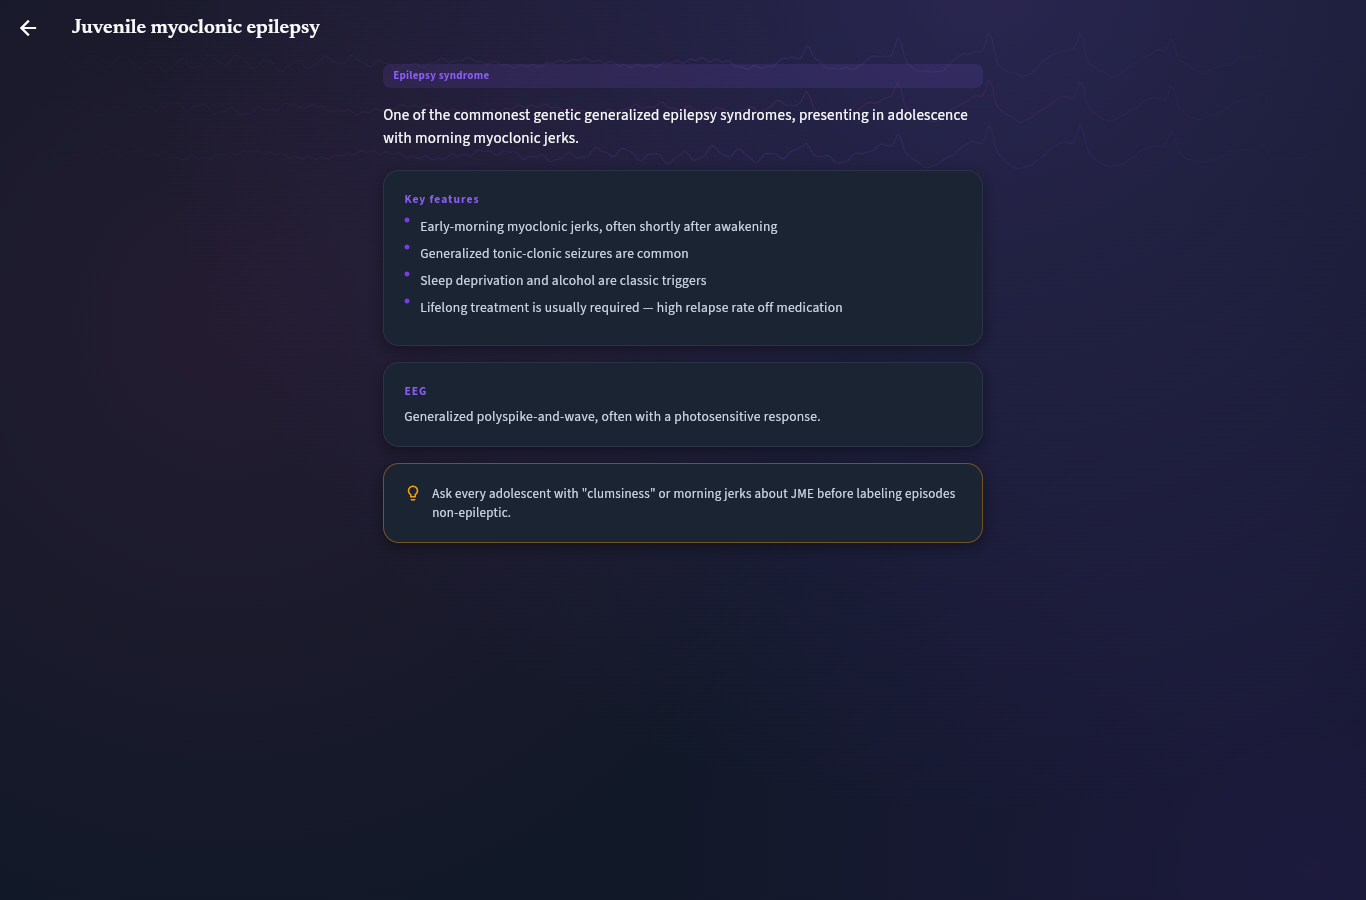 Juvenile myoclonic epilepsy
Epilepsy syndrome
One of the commonest genetic generalized epilepsy syndromes, presenting in adolescence
with morning myoclonic jerks.
Key features
Early-morning myoclonic jerks, often shortly after awakening
Generalized tonic-clonic seizures are common
Sleep deprivation and alcohol are classic triggers
Lifelong treatment is usually required — high relapse rate off medication
EEG
Generalized polyspike-and-wave, often with a photosensitive response.
Ask every adolescent with "clumsiness" or morning jerks about JME before labeling episodes
non-epileptic.